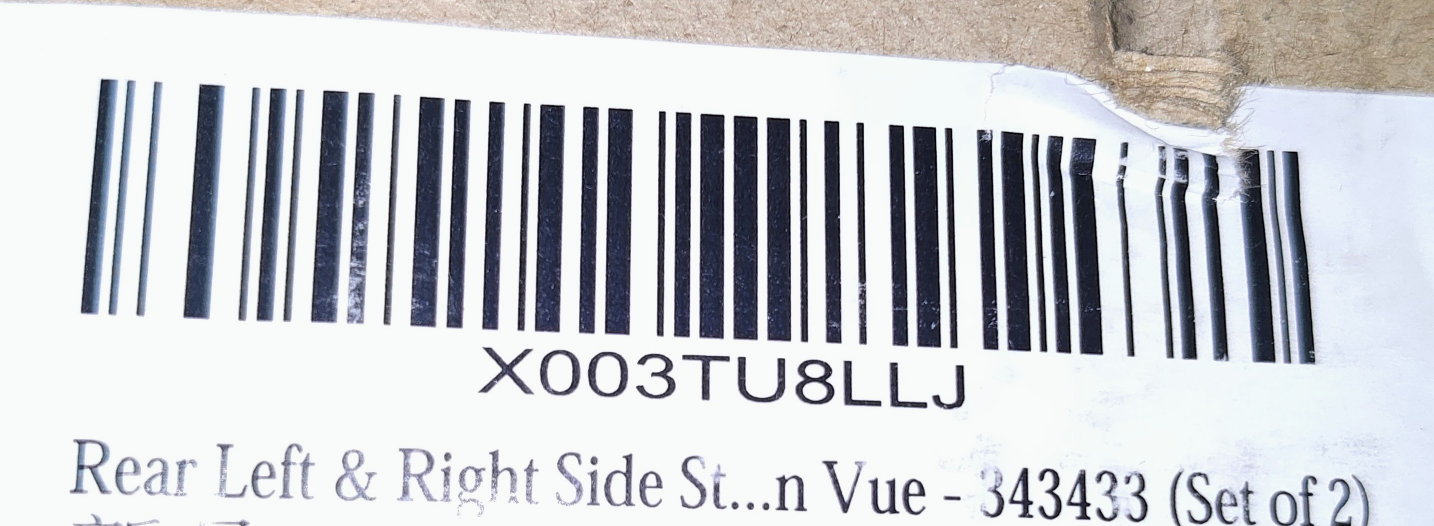 X003TU8LLJ
Rear Left & Right Side St...n Vue - 343433 (Set of 2)